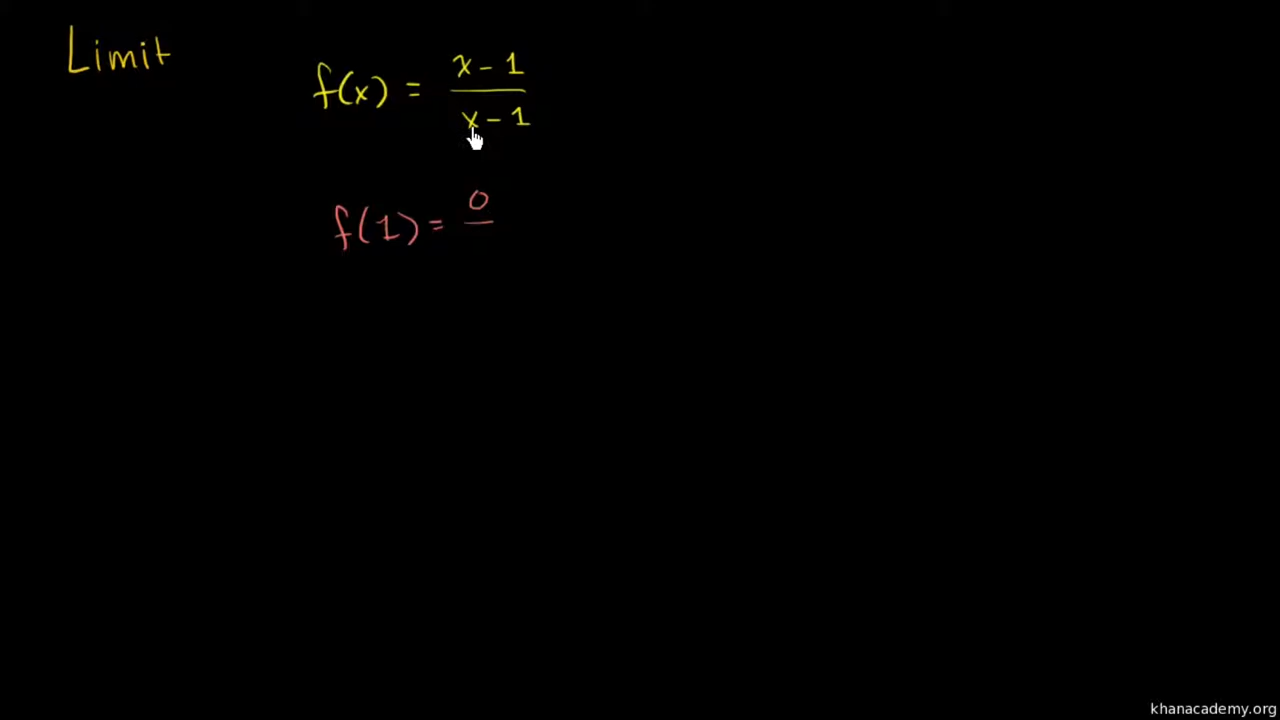 Limit
f(x) = x - 1 / x - 1
f(1) = 0 /
khanacademy.org